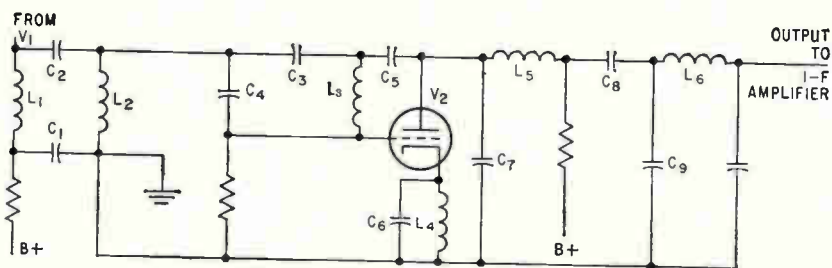 FROM
V1
C2
L1
C1
L2
B+
C4
C3
L3
C5
V2
C6
L4
C7
L5
B+
C8
C9
L6
OUTPUT
TO
I-F
AMPLIFIER